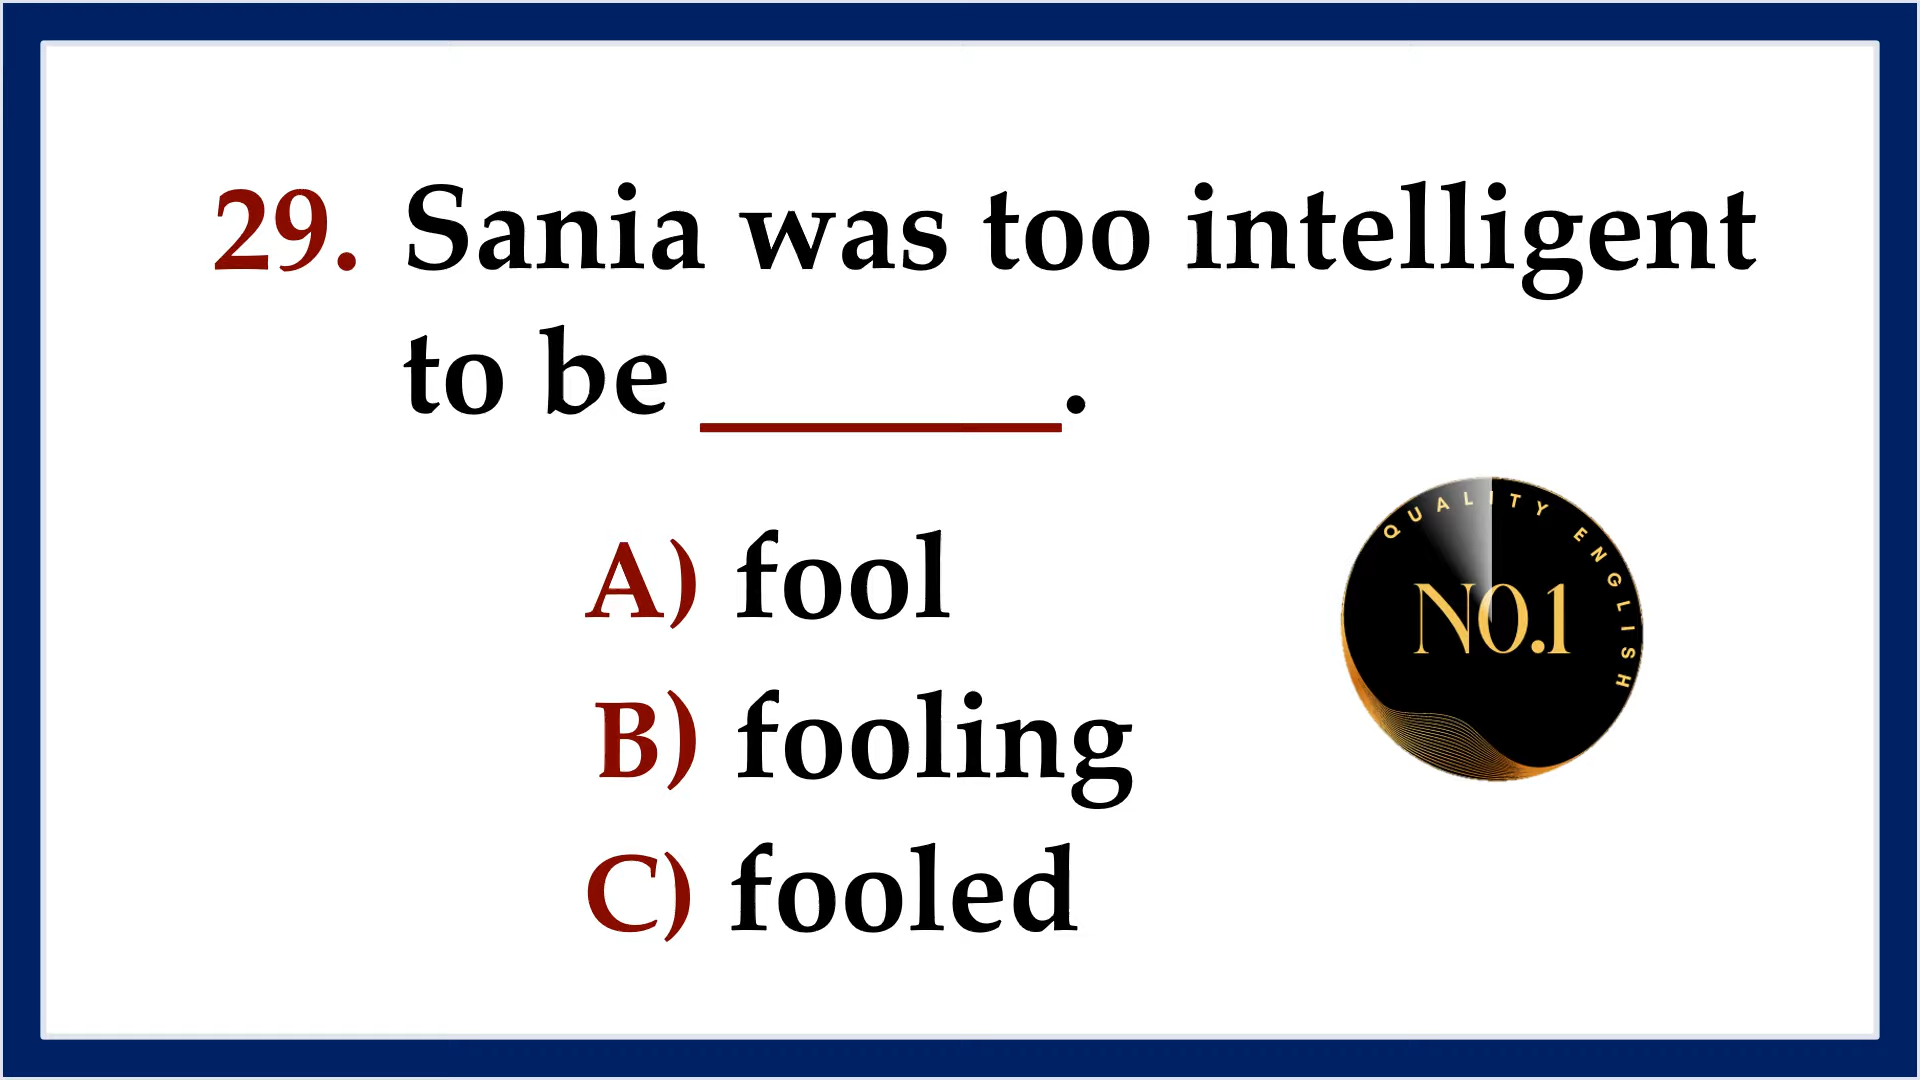 29. Sania was too intelligent
to be ______.
A) fool
B) fooling
C) fooled
QUALITY ENGLISH
NO.1